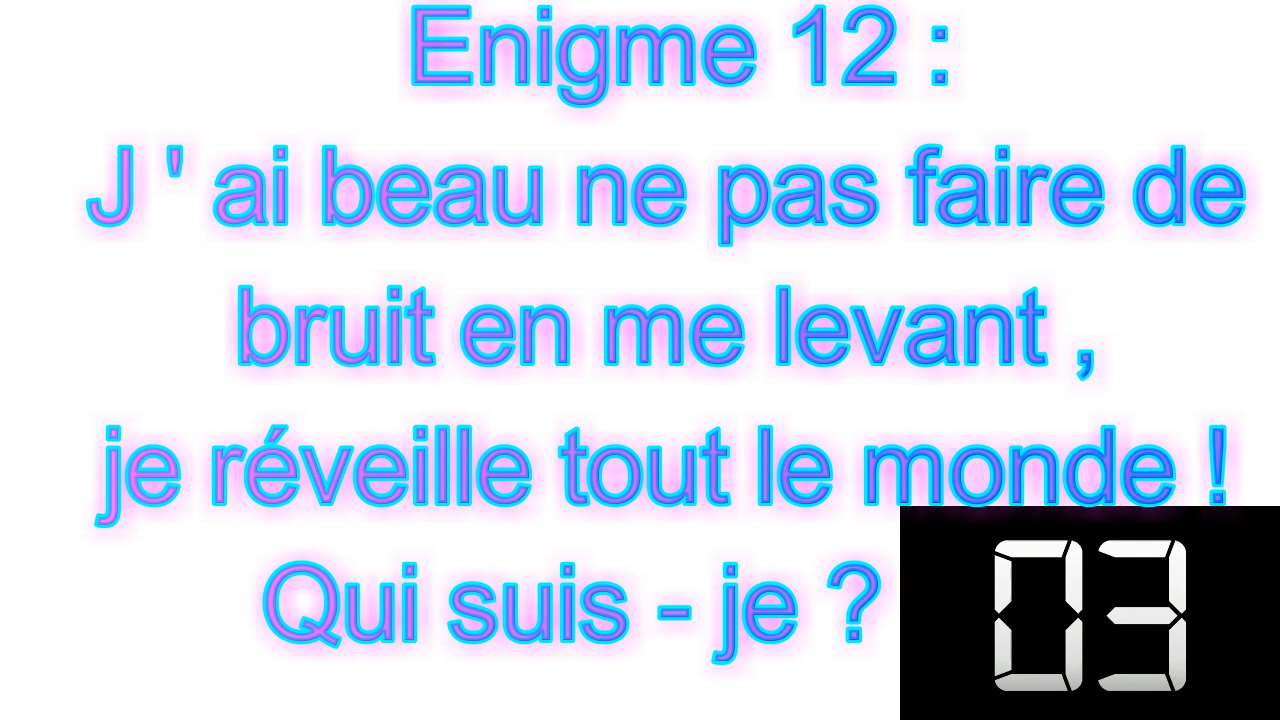 Enigme 12 :
J ' ai beau ne pas faire de
bruit en me levant ,
je réveille tout le monde !
Qui suis - je ?
03